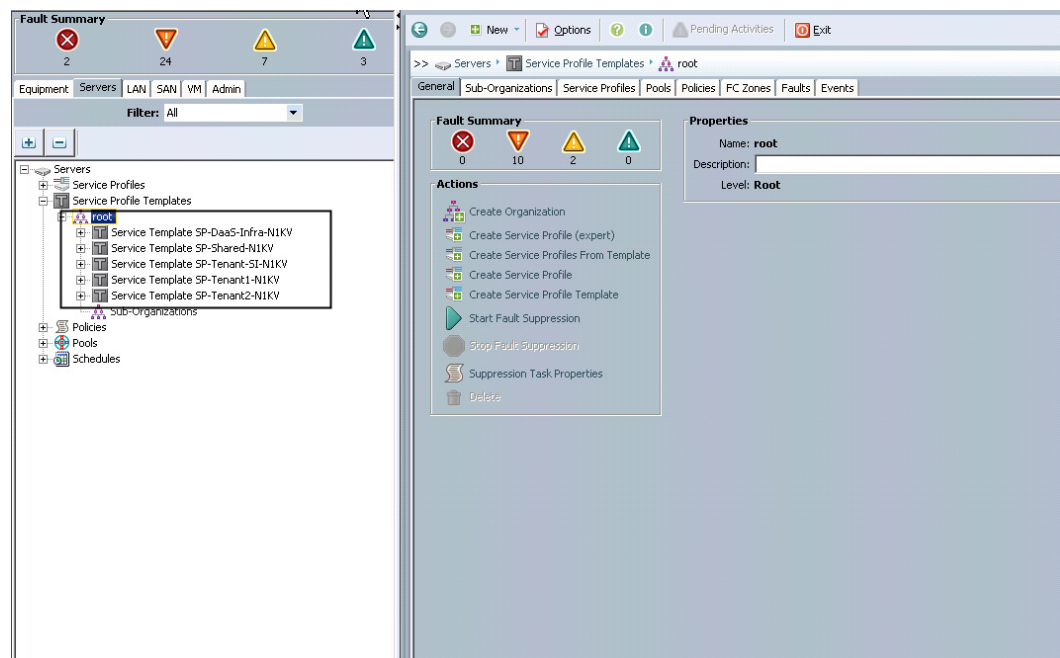 Fault Summary
2 24 7 3
Equipment Servers LAN SAN VM Admin
Filter: All
Servers
Service Profiles
Service Profile Templates
root
Service Template SP-DaaS-Infra-N1KV
Service Template SP-Shared-N1KV
Service Template SP-Tenant-SI-N1KV
Service Template SP-Tenant1-N1KV
Service Template SP-Tenant2-N1KV
Sub-Organizations
Policies
Pools
Schedules
New Options Pending Activities Exit
>> Servers Service Profile Templates root
General Sub-Organizations Service Profiles Pools Policies FC Zones Faults Events
Fault Summary
0 10 2 0
Actions
Create Organization
Create Service Profile (expert)
Create Service Profiles From Template
Create Service Profile
Create Service Profile Template
Start Fault Suppression
Stop Fault Suppression
Suppression Task Properties
Delete
Properties
Name: root
Description:
Level: Root